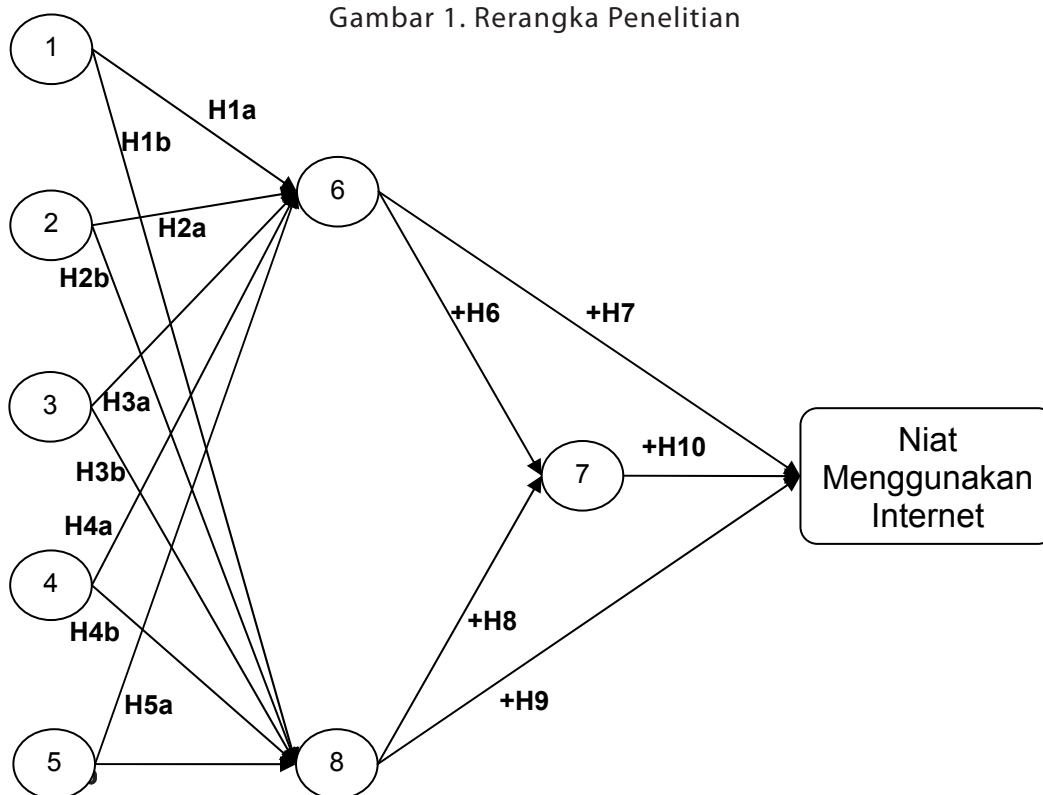 Gambar 1. Rerangka Penelitian
1
H1a
H1b
6
2
H2a
H2b
+H6
+H7
3
H3a
H3b
7
+H10
Niat
Menggunakan
Internet
H4a
4
H4b
+H8
H5a
+H9
5
8